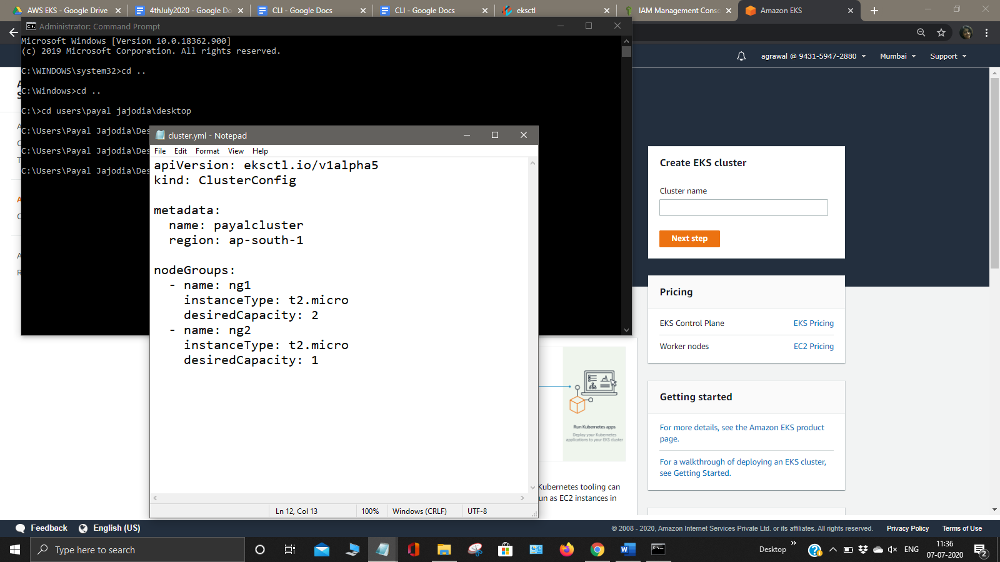 AWS EKS - Google Drive
4thJuly2020 - Google Do
CLI - Google Docs
CLI - Google Docs
eksctl
IAM Management Conso
Amazon EKS
Administrator: Command Prompt
Microsoft Windows [Version 10.0.18362.900]
(c) 2019 Microsoft Corporation. All rights reserved.
C:\WINDOWS\system32>cd ..
C:\Windows>cd ..
C:\>cd users\payal jajodia\desktop
C:\Users\Payal Jajodia\Des
C:\Users\Payal Jajodia\Des
C:\Users\Payal Jajodia\Des
agrawal @ 9431-5947-2880
Mumbai
Support
cluster.yml - Notepad
File Edit Format View Help
apiVersion: eksctl.io/v1alpha5
kind: ClusterConfig
metadata:
  name: payalcluster
  region: ap-south-1
nodeGroups:
  - name: ng1
    instanceType: t2.micro
    desiredCapacity: 2
  - name: ng2
    instanceType: t2.micro
    desiredCapacity: 1
Ln 12, Col 13
100%
Windows (CRLF)
UTF-8
Create EKS cluster
Cluster name
Next step
Pricing
EKS Control Plane EKS Pricing
Worker nodes EC2 Pricing
Getting started
For more details, see the Amazon EKS product
page.
For a walkthrough of deploying an EKS cluster,
see Getting Started.
Run Kubernetes apps
Deploy your Kubernetes
applications to your EKS cluster
Kubernetes tooling can
un as EC2 instances in
Feedback
English (US)
© 2008 - 2020, Amazon Internet Services Private Ltd. or its affiliates. All rights reserved.
Privacy Policy
Terms of Use
Type here to search
Desktop
ENG
11:36
07-07-2020
2